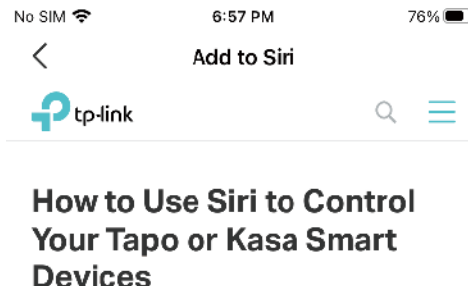 No SIM 6:57 PM 76%
Add to Siri
tp-link
How to Use Siri to Control
Your Tapo or Kasa Smart
Devices